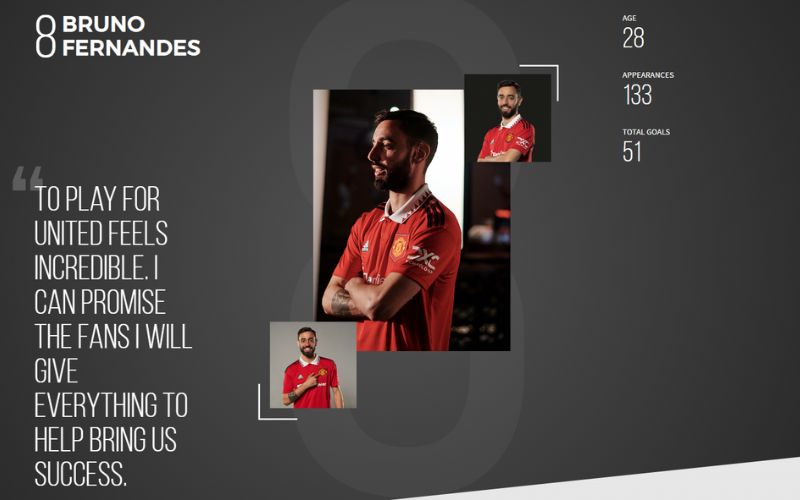 8 BRUNO
FERNANDES
AGE
28
APPEARANCES
133
TOTAL GOALS
51
“
TO PLAY FOR
UNITED FEELS
INCREDIBLE. I
CAN PROMISE
THE FANS I WILL
GIVE
EVERYTHING TO
HELP BRING US
SUCCESS.
DXC